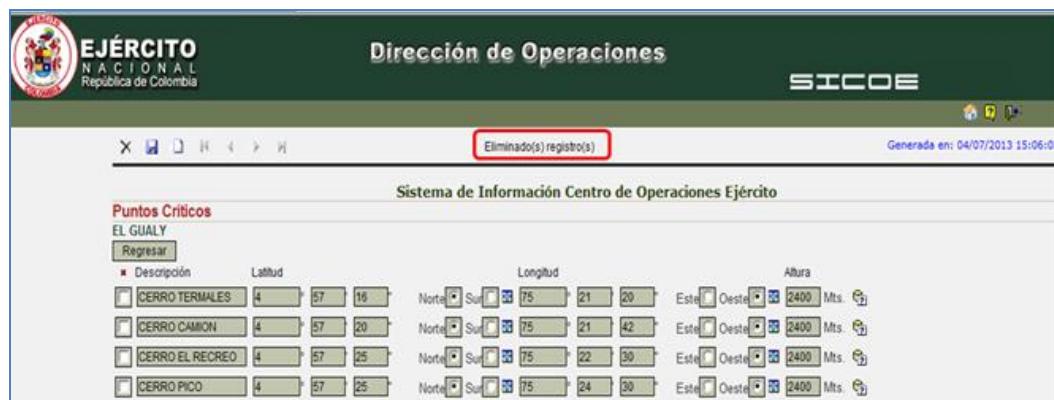 EJÉRCITO
NACIONAL
República de Colombia
Dirección de Operaciones
SICOE
Eliminado(s) registro(s)
Generada en: 04/07/2013 15:06:0
Sistema de Información Centro de Operaciones Ejército
Puntos Críticos
EL GUALY
Regresar
Descripción Latitud Longitud Altura
CERRO TERMALES 4 ° 57 ' 16 " Norte Sur 75 ° 21 ' 20 " Este Oeste 2400 Mts.
CERRO CAMION 4 ° 57 ' 20 " Norte Sur 75 ° 21 ' 42 " Este Oeste 2400 Mts.
CERRO EL RECREO 4 ° 57 ' 25 " Norte Sur 75 ° 22 ' 30 " Este Oeste 2400 Mts.
CERRO PICO 4 ° 57 ' 25 " Norte Sur 75 ° 24 ' 30 " Este Oeste 2400 Mts.